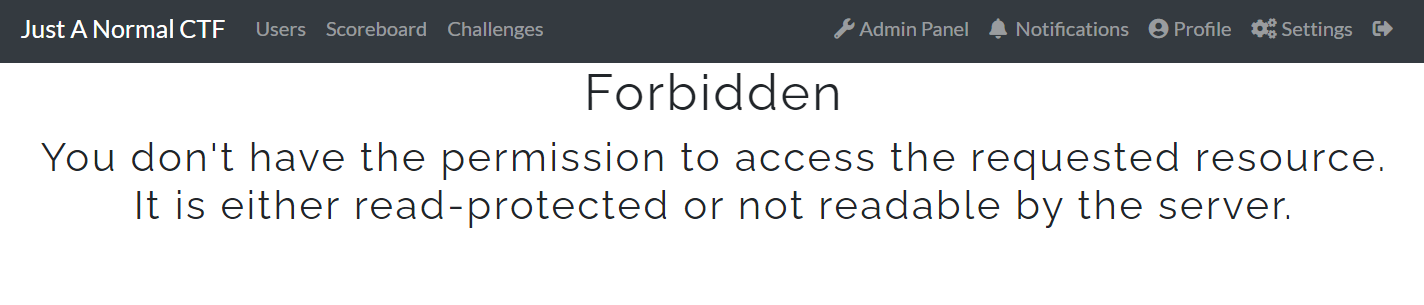 Just A Normal CTF Users Scoreboard Challenges Admin Panel Notifications Profile Settings
Forbidden
You don't have the permission to access the requested resource.
It is either read-protected or not readable by the server.